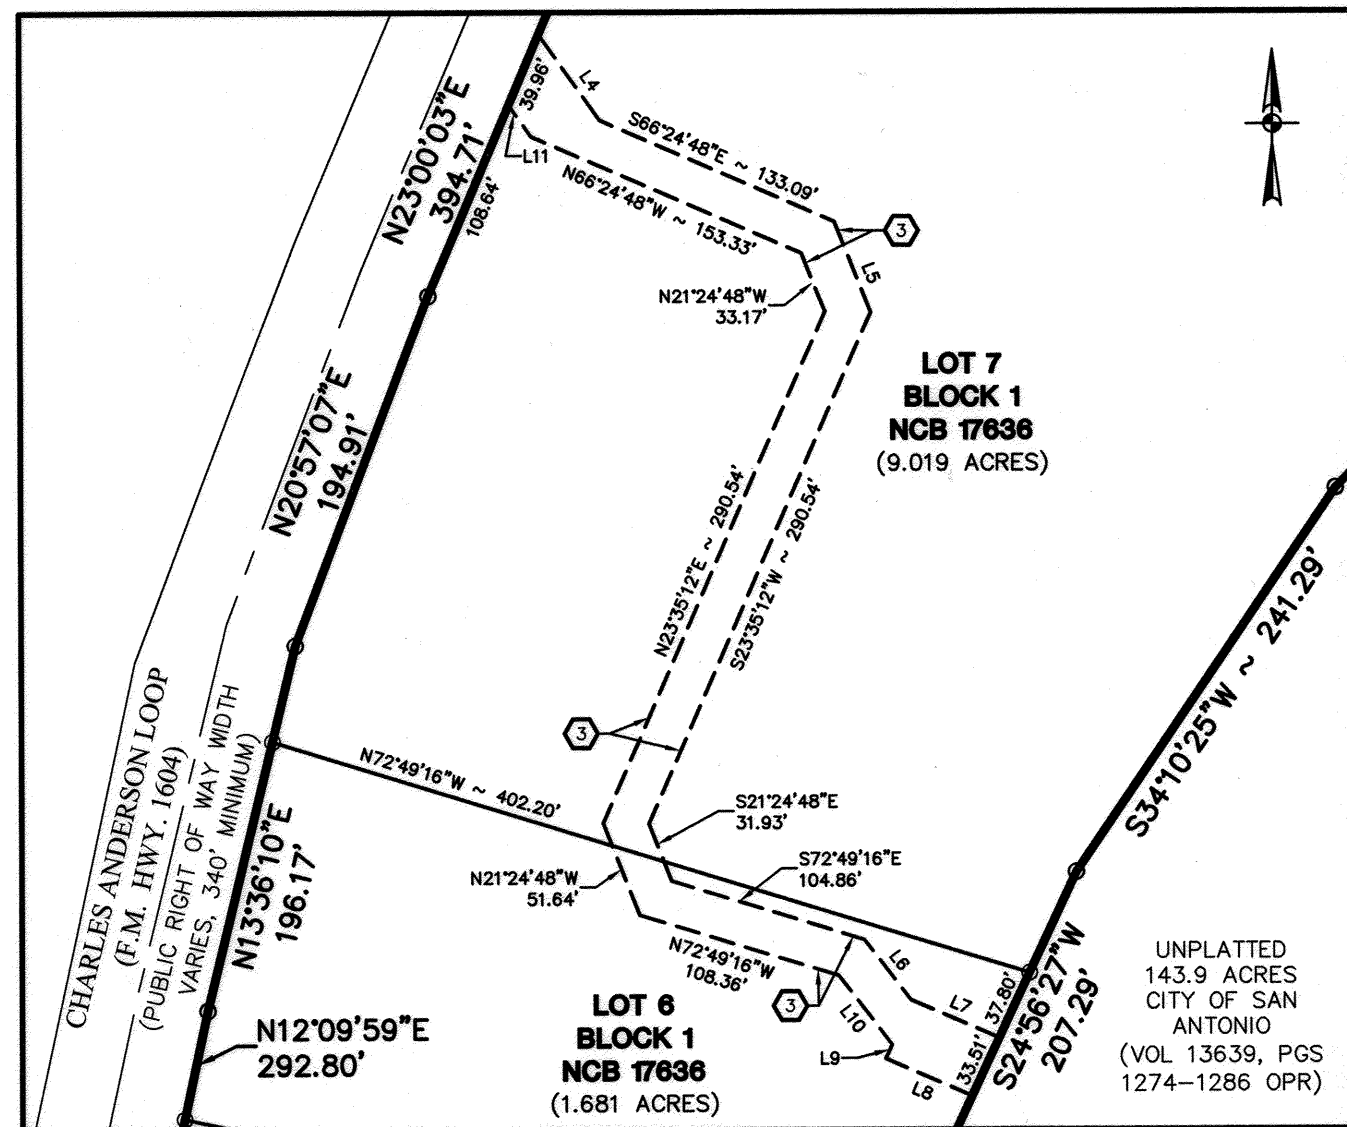 L4
39.96'
N23°00'03"E
394.71'
108.64'
L11
S66°24'48"E ~ 133.09'
N66°24'48"W ~ 153.33'
3
L5
N21°24'48"W
33.17'
LOT 7
BLOCK 1
NCB 17636
(9.019 ACRES)
N20°57'07"E
194.91'
N23°35'12"E ~ 290.54'
S23°35'12"W ~ 290.54'
S34°10'25"W ~ 241.29'
3
CHARLES ANDERSON LOOP
(F.M. HWY. 1604)
(PUBLIC RIGHT OF WAY WIDTH
VARIES, 340' MINIMUM)
N72°49'16"W ~ 402.20'
S21°24'48"E
31.93'
S72°49'16"E
104.86'
N21°24'48"W
51.64'
N13°36'10"E
196.17'
N72°49'16"W
108.36'
L6
L7
37.80'
S24°56'27"W
207.29'
3
L10
L9
L8
33.51'
N12°09'59"E
292.80'
LOT 6
BLOCK 1
NCB 17636
(1.681 ACRES)
UNPLATTED
143.9 ACRES
CITY OF SAN
ANTONIO
(VOL 13639, PGS
1274-1286 OPR)